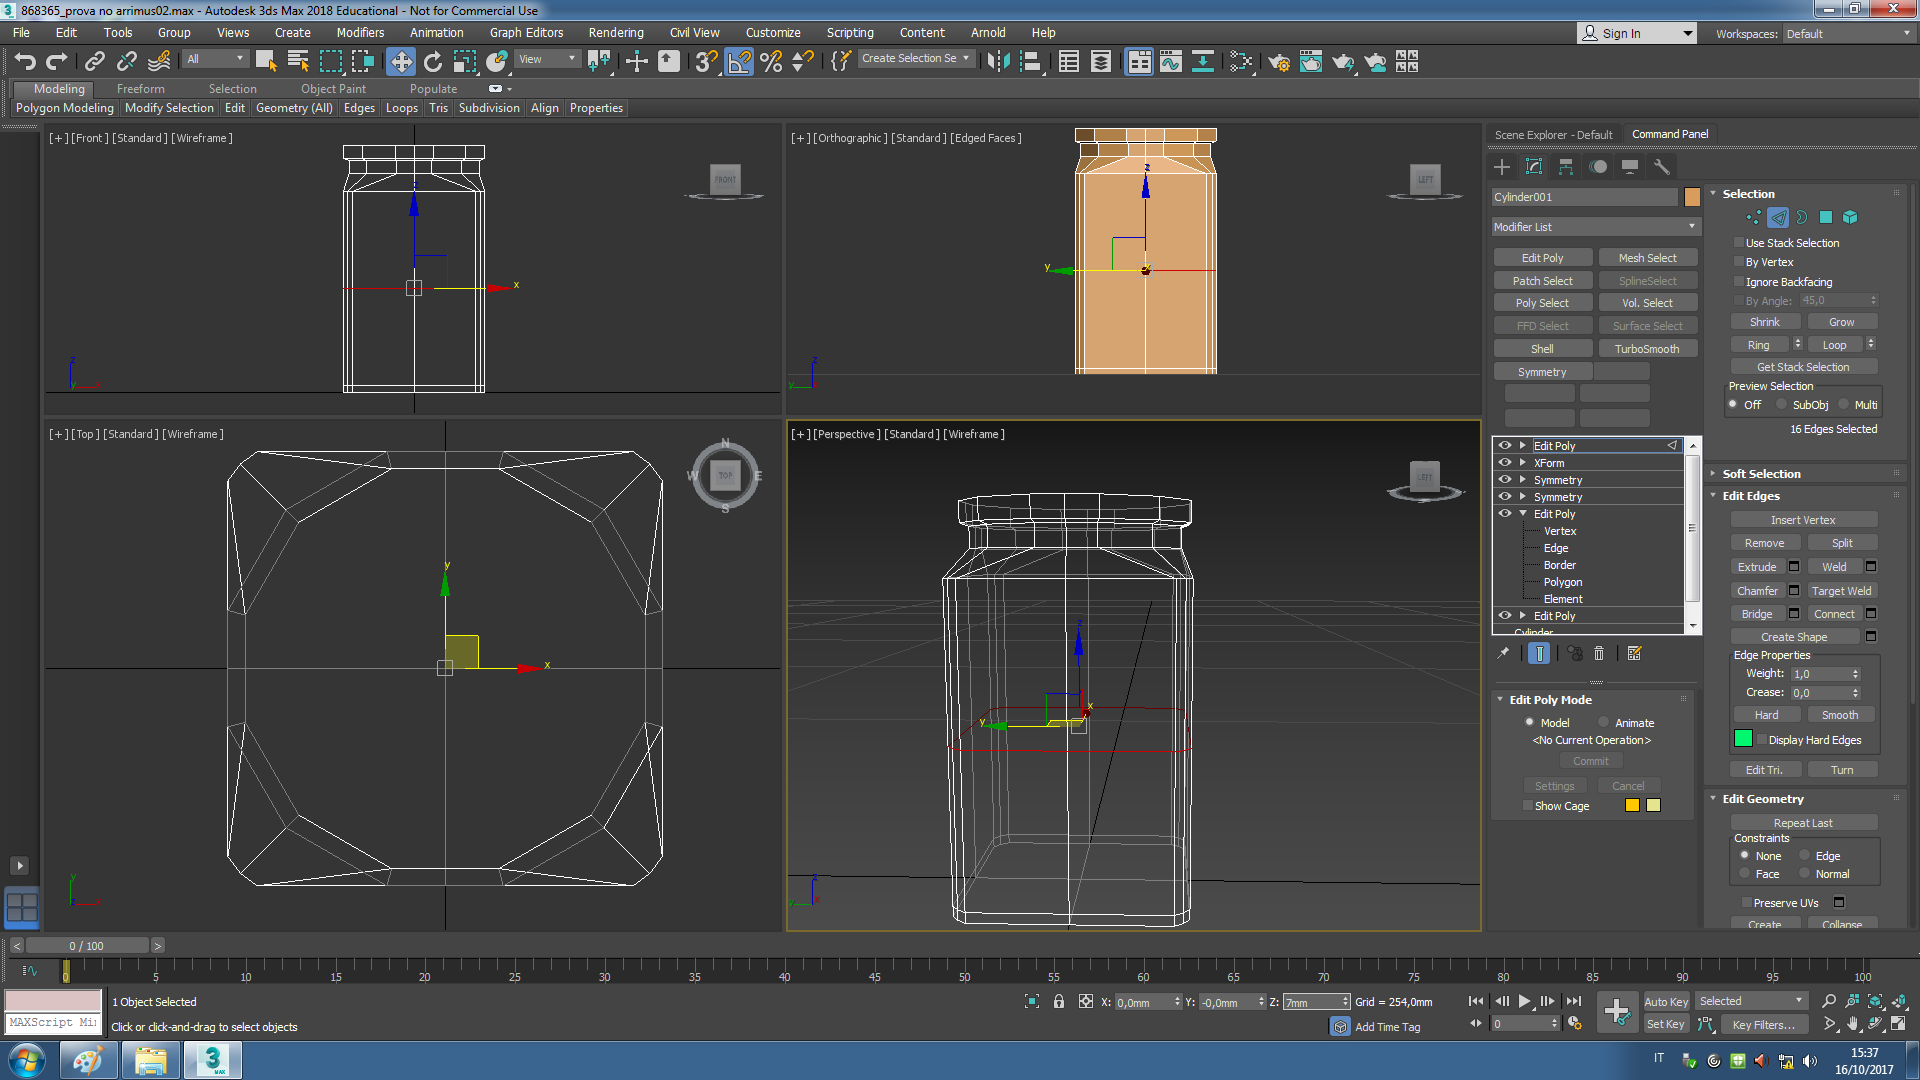 868365_prova no arrimus02.max - Autodesk 3ds Max 2018 Educational - Not for Commercial Use
File Edit Tools Group Views Create Modifiers Animation Graph Editors Rendering Civil View Customize Scripting Content Arnold Help
Sign In Workspaces: Default
All View Create Selection Se
Modeling Freeform Selection Object Paint Populate
Polygon Modeling Modify Selection Edit Geometry (All) Edges Loops Tris Subdivision Align Properties
[+] [Front] [Standard] [Wireframe]
FRONT
z
x
[+] [Orthographic] [Standard] [Edged Faces]
LEFT
z
y
[+] [Top] [Standard] [Wireframe]
N
W TOP E
S
y
x
[+] [Perspective] [Standard] [Wireframe]
LEFT
z
y
x
Scene Explorer - Default Command Panel
Cylinder001
Modifier List
Edit Poly Mesh Select
Patch Select SplineSelect
Poly Select Vol. Select
FFD Select Surface Select
Shell TurboSmooth
Symmetry
Edit Poly
XForm
Symmetry
Symmetry
Edit Poly
Vertex
Edge
Border
Polygon
Element
Edit Poly
Cylinder
Edit Poly Mode
Model Animate
<No Current Operation>
Commit
Settings Cancel
Show Cage
Selection
Use Stack Selection
By Vertex
Ignore Backfacing
By Angle: 45,0
Shrink Grow
Ring Loop
Get Stack Selection
Preview Selection
Off SubObj Multi
16 Edges Selected
Soft Selection
Edit Edges
Insert Vertex
Remove Split
Extrude Weld
Chamfer Target Weld
Bridge Connect
Create Shape
Edge Properties
Weight: 1,0
Crease: 0,0
Hard Smooth
Display Hard Edges
Edit Tri. Turn
Edit Geometry
Repeat Last
Constraints
None Edge
Face Normal
Preserve UVs
Create Collapse
< 0 / 100 >
0 5 10 15 20 25 30 35 40 45 50 55 60 65 70 75 80 85 90 95 100
1 Object Selected
X: 0,0mm Y: -0,0mm Z: 7mm Grid = 254,0mm
Auto Key Selected
MAXScript Mi
Click or click-and-drag to select objects
Add Time Tag
0
Set Key Key Filters...
3
MAX
IT
15:37
16/10/2017